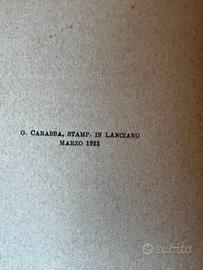 G. CARABBA, STAMP. IN LANCIANO
MARZO 1925
subito